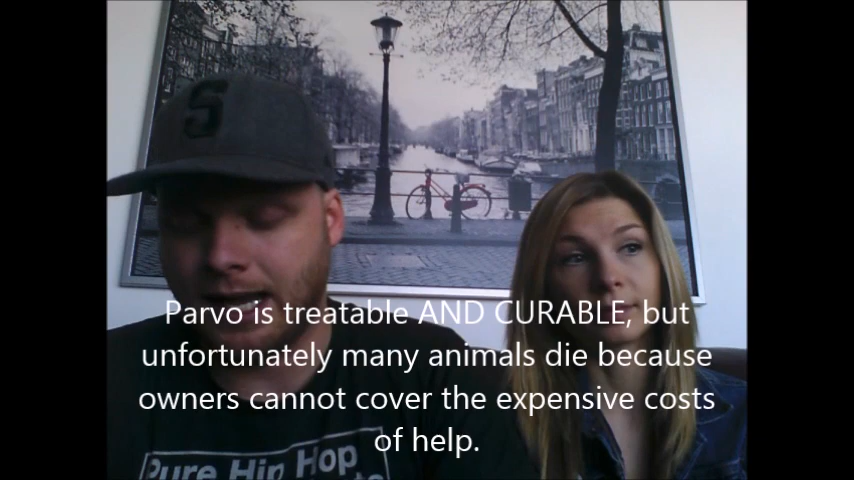 S
Parvo is treatable AND CURABLE, but
unfortunately many animals die because
owners cannot cover the expensive costs
of help.
Pure Hip Hop